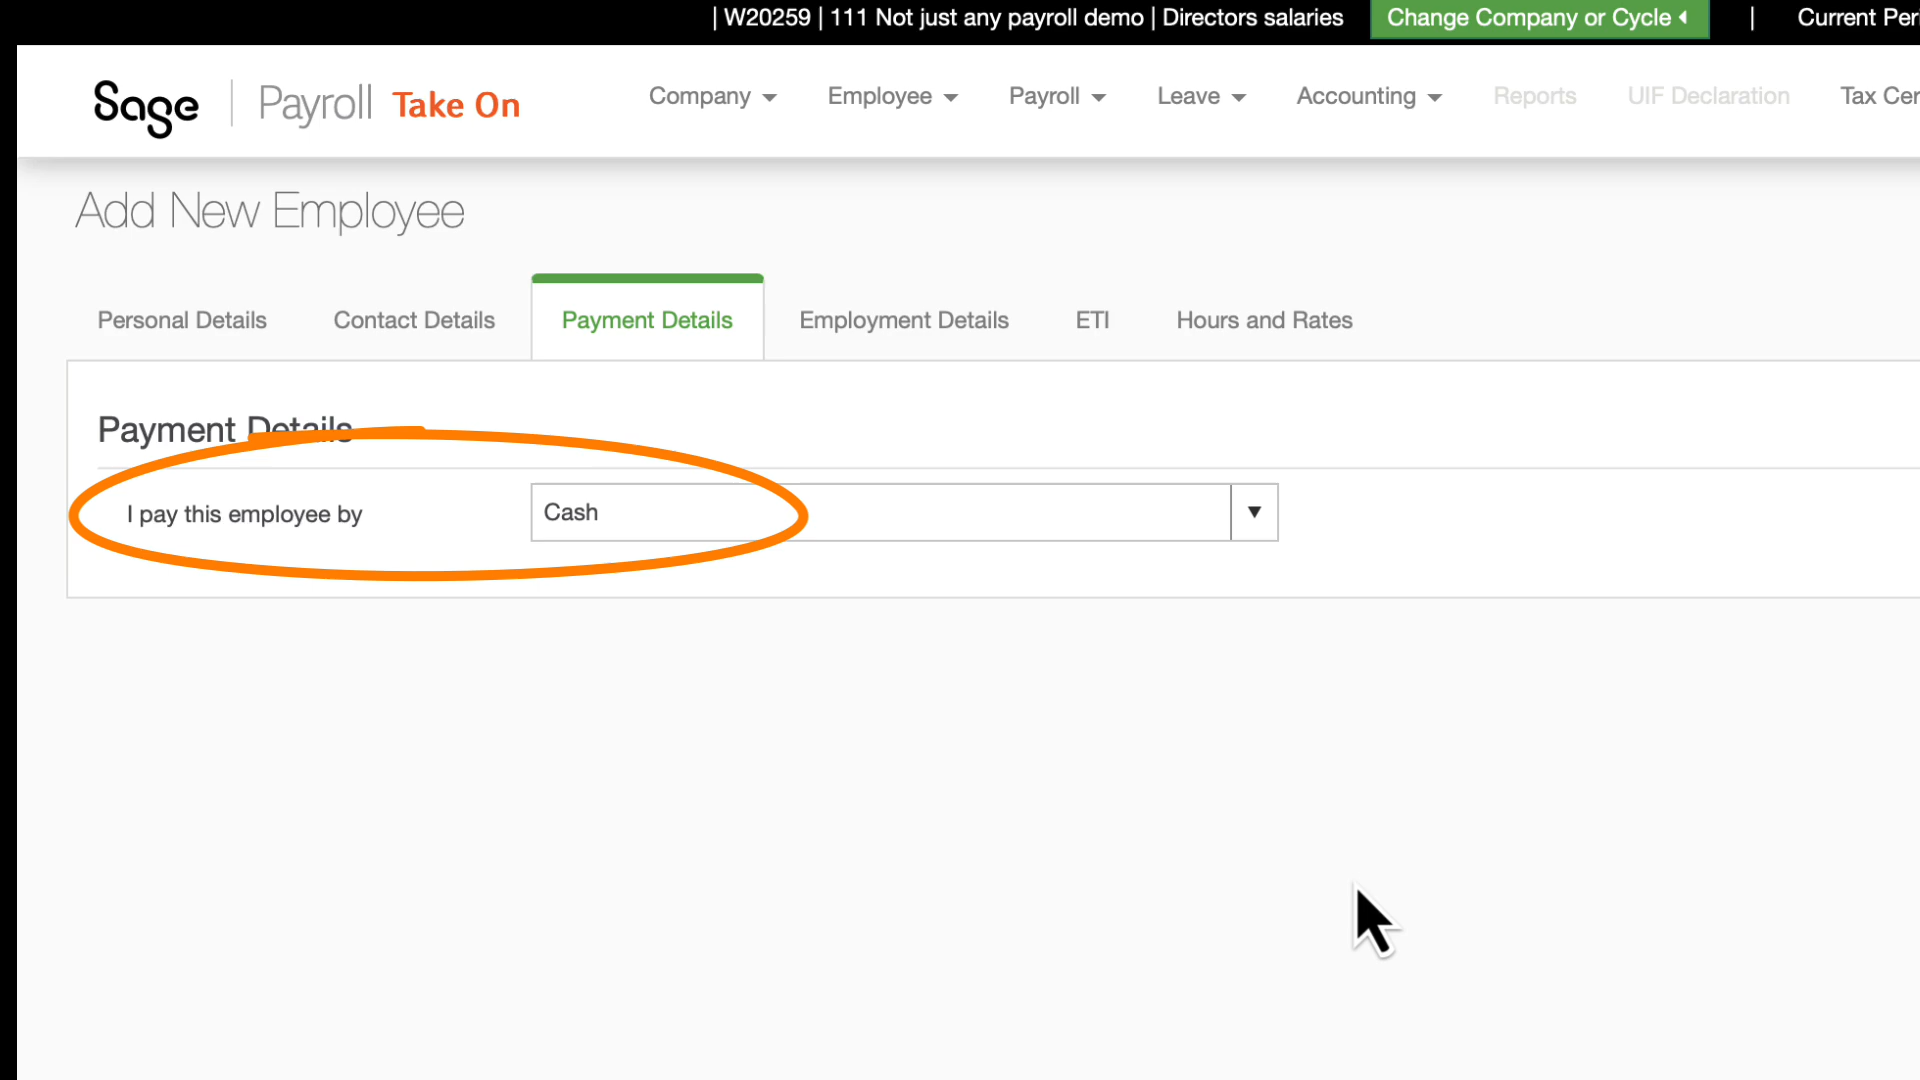 | W20259 | 111 Not just any payroll demo | Directors salaries Change Company or Cycle | Current Peri
Sage Payroll Take On Company Employee Payroll Leave Accounting Reports UIF Declaration Tax Cer
Add New Employee
Personal Details Contact Details Payment Details Employment Details ETI Hours and Rates
Payment Details
I pay this employee by Cash